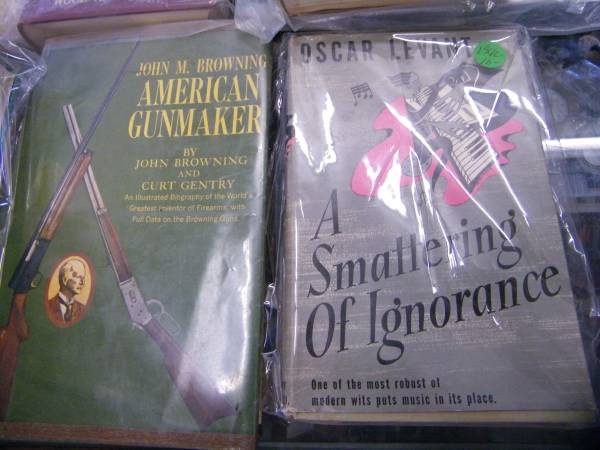 JOHN M. BROWNING
AMERICAN
GUNMAKER
BY
JOHN BROWNING
AND
CURT GENTRY
An Illustrated Biography of the World's
Greatest Inventor of Firearms, with
Full Data on the Browning Guns.
OSCAR LEVANT
A
Smattering
Of Ignorance
One of the most robust of
modern wits puts music in its place.